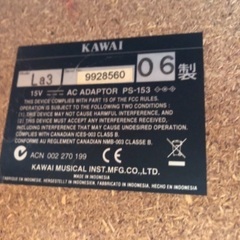 KAWAI
La3
9928560
06 製
15V AC ADAPTOR PS-153
THIS DEVICE COMPLIES WITH PART 15 OF THE FCC RULES.
OPERATION IS SUBJECT TO THE FOLLOWING TWO CONDITIONS :
(1) THIS DEVICE MAY NOT CAUSE HARMFUL INTERFERENCE, AND
(2) THIS DEVICE MUST ACCEPT ANY INTERFERENCE RECEIVED,
INCLUDING INTERFERENCE THAT MAY CAUSE
UNDESIRED OPERATION.
COMPLIES WITH CANADIAN ICES-003 CLASS B.
CONFORME AU REGLEMENT CANADIEN NMB-003 CLASSE B.
ACN 002 270 199
KAWAI MUSICAL INST.MFG.CO.,LTD.
MADE IN INDONESIA